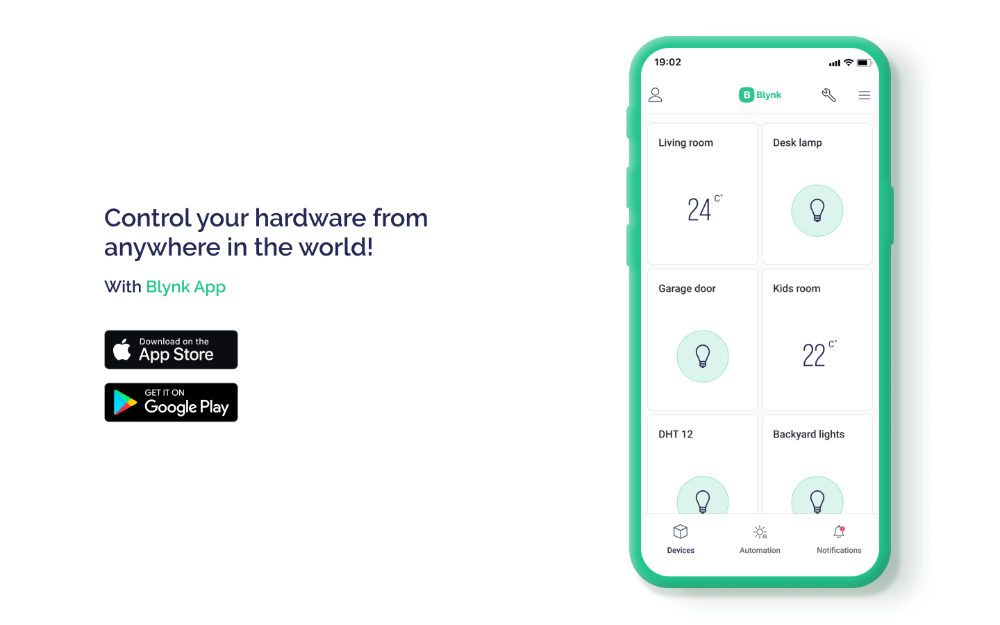 Control your hardware from
anywhere in the world!
With Blynk App
Download on the
App Store
GET IT ON
Google Play
19:02
B Blynk
Living room
Desk lamp
24 C°
Garage door
Kids room
22 C°
DHT 12
Backyard lights
A
Devices
Automation
Notifications